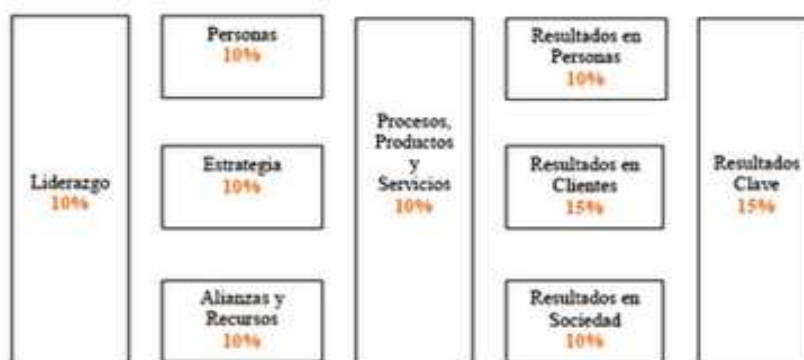 Liderazgo
10%
Personas
10%
Estrategia
10%
Alianzas y
Recursos
10%
Procesos,
Productos
y
Servicios
10%
Resultados en
Personas
10%
Resultados en
Clientes
15%
Resultados en
Sociedad
10%
Resultados
Clave
15%